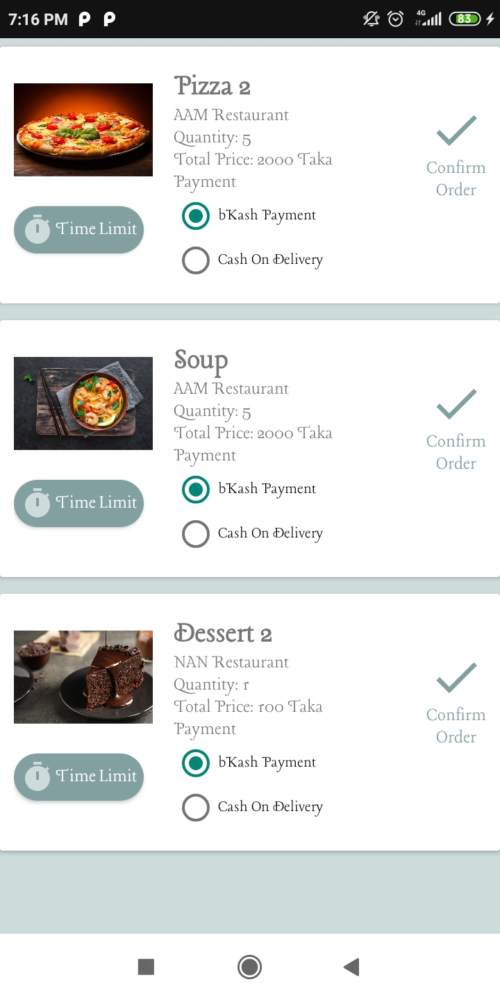 7:16 PM
4G
83
Pizza 2
AAM Restaurant
Quantity: 5
Total Price: 2000 Taka
Payment
bKash Payment
Cash On Delivery
Time Limit
Confirm
Order
Soup
AAM Restaurant
Quantity: 5
Total Price: 2000 Taka
Payment
bKash Payment
Cash On Delivery
Time Limit
Confirm
Order
Dessert 2
NAN Restaurant
Quantity: 1
Total Price: 100 Taka
Payment
bKash Payment
Cash On Delivery
Time Limit
Confirm
Order